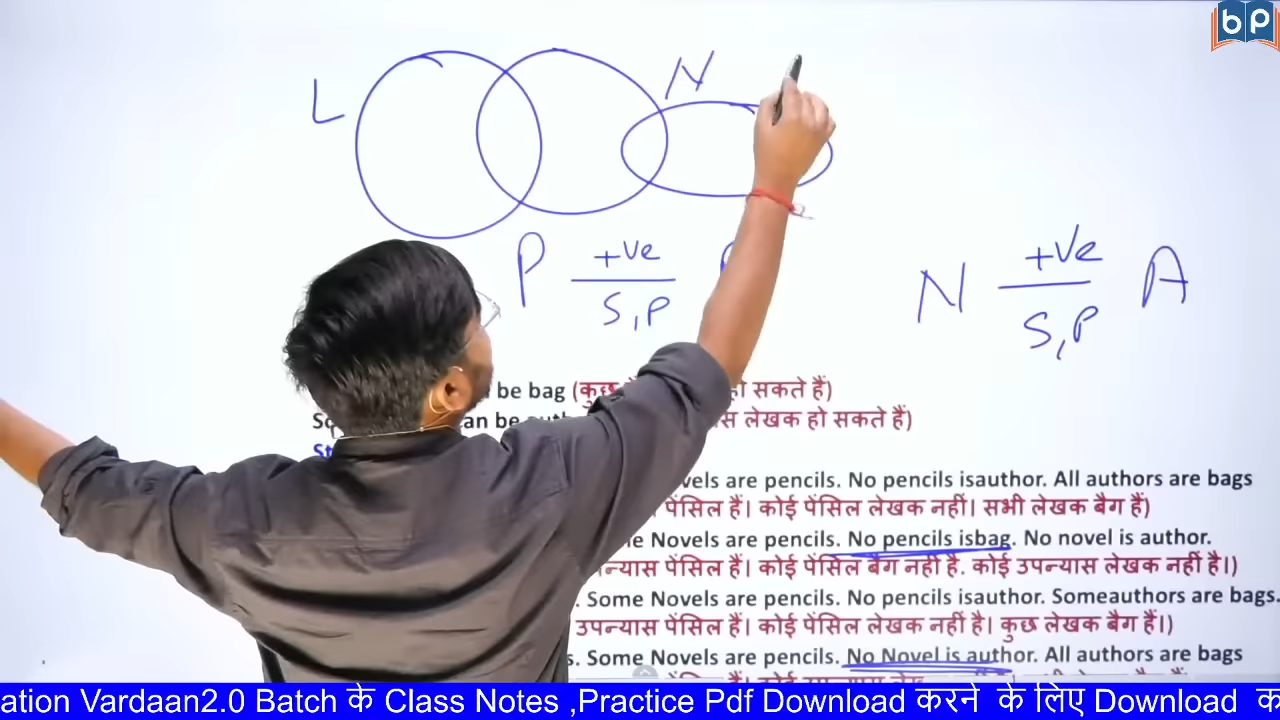 bp
L
N
P +ve
S, P
N +ve A
S, P
be bag (कुछ हो सकते हैं)
an be लेखक हो सकते हैं)
vels are pencils. No pencils isauthor. All authors are bags
पेंसिल हैं। कोई पेंसिल लेखक नहीं। सभी लेखक बैग हैं)
e Novels are pencils. No pencils isbag. No novel is author.
न्यास पेंसिल हैं। कोई पेंसिल बैग नही है. कोई उपन्यास लेखक नहीं है।)
. Some Novels are pencils. No pencils isauthor. Someauthors are bags.
उपन्यास पेंसिल हैं। कोई पेंसिल लेखक नहीं है। कुछ लेखक बैग हैं।)
s. Some Novels are pencils. No Novel is author. All authors are bags
ation Vardaan2.0 Batch के Class Notes ,Practice Pdf Download करने के लिए Download क